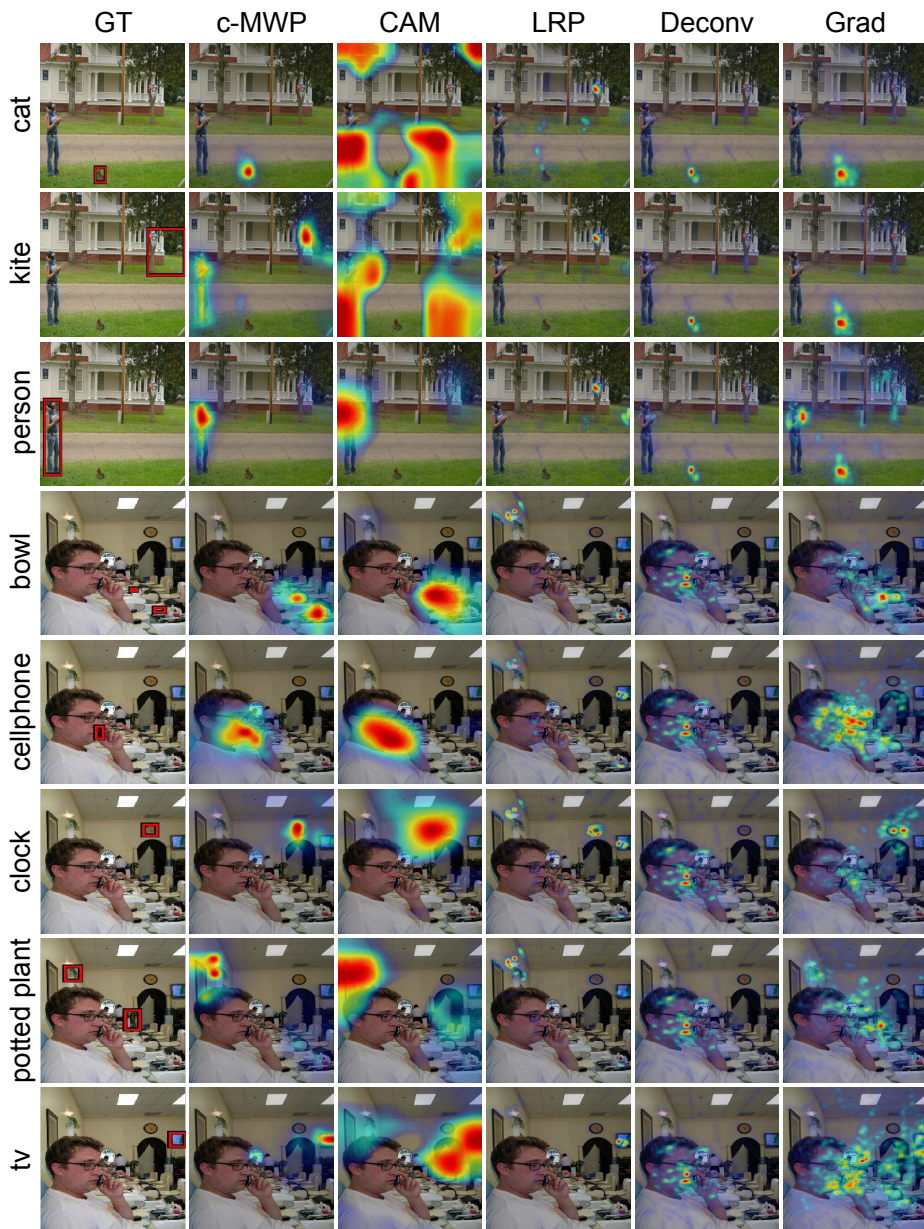 GT c-MWP CAM LRP Deconv Grad
cat
kite
person
bowl
cellphone
clock
potted plant
tv